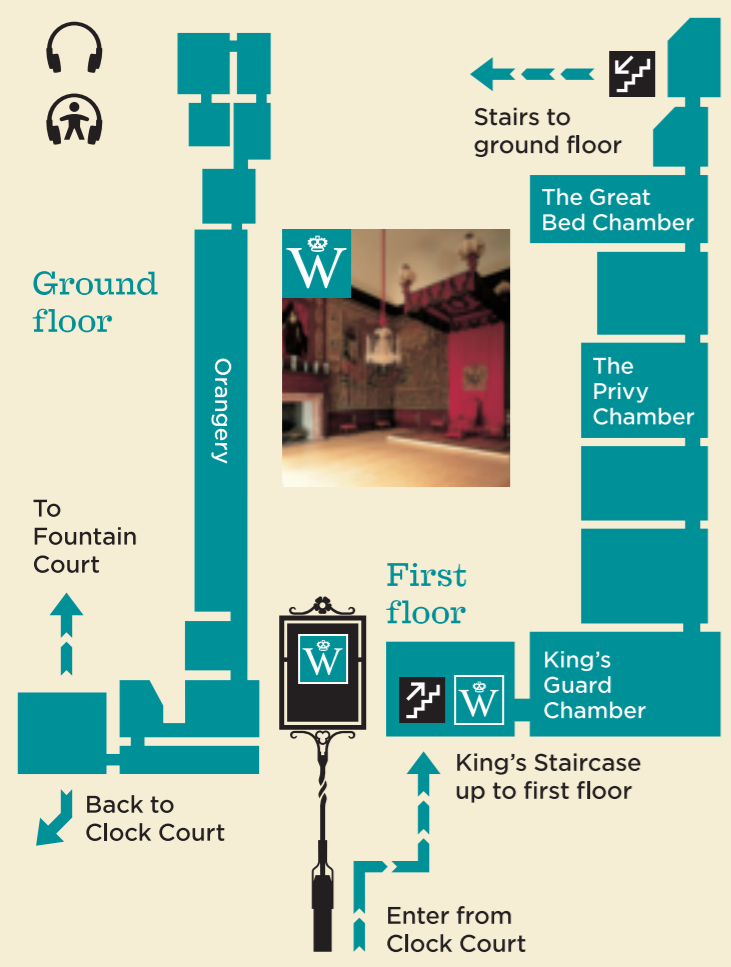 Stairs to
ground floor
The Great
Bed Chamber
W
Ground
floor
The
Privy
Chamber
Orangery
To
Fountain
Court
First
floor
W
King's
Guard
Chamber
W
King's Staircase
up to first floor
Back to
Clock Court
Enter from
Clock Court